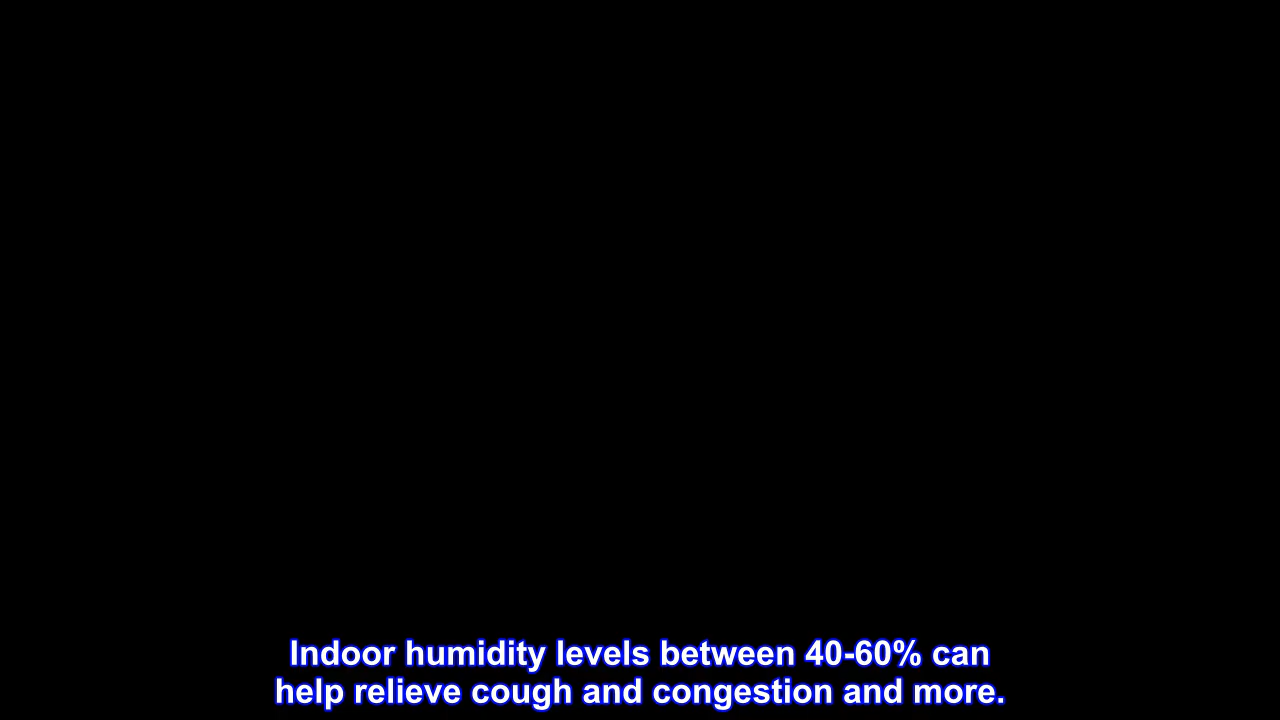 Indoor humidity levels between 40-60% can
help relieve cough and congestion and more.